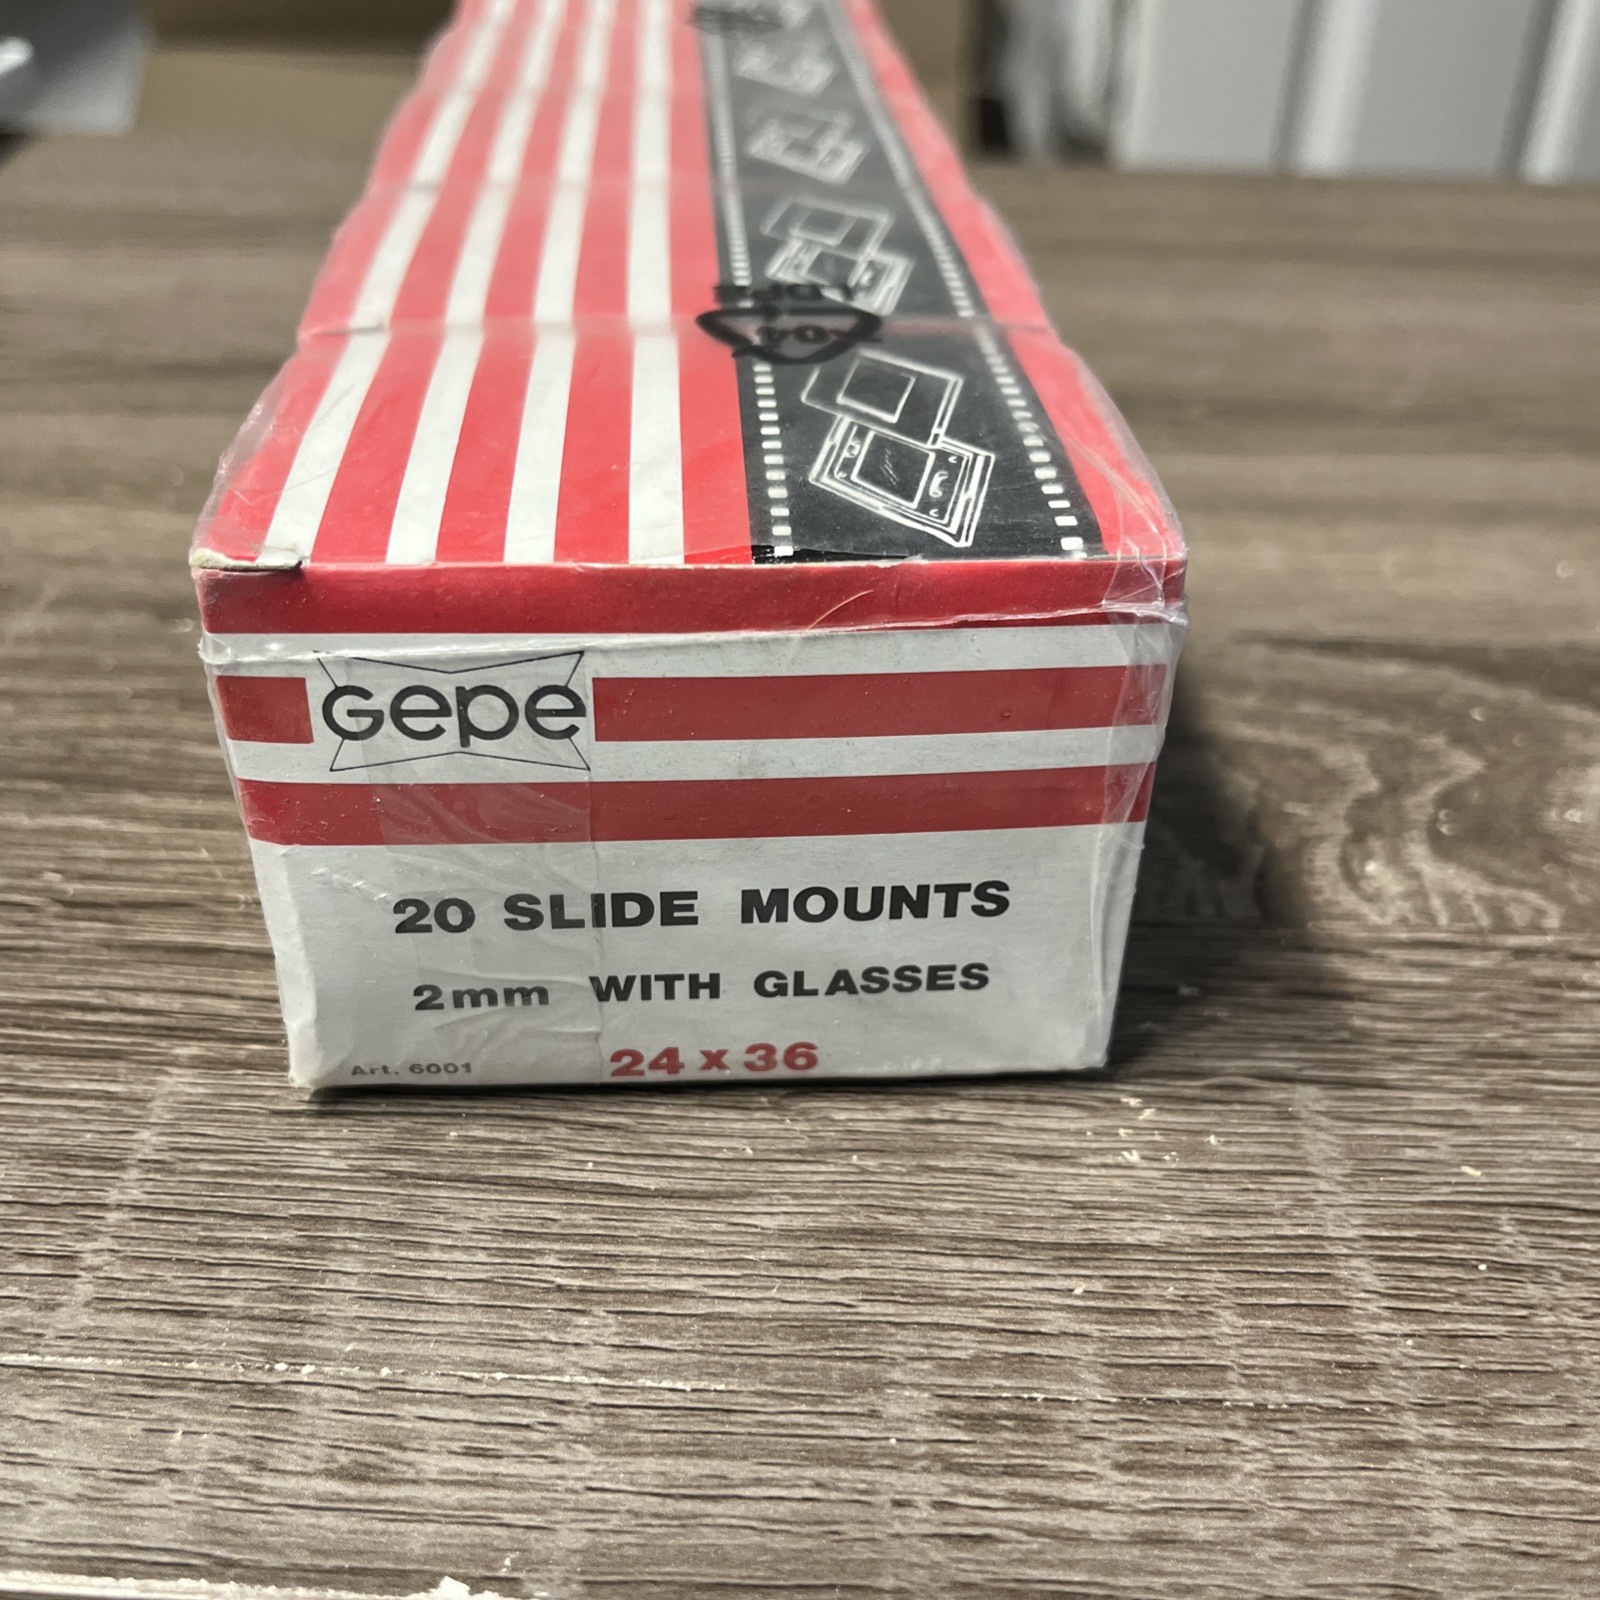 Gepe
20 SLIDE MOUNTS
2mm WITH GLASSES
Art. 6001
24 x 36